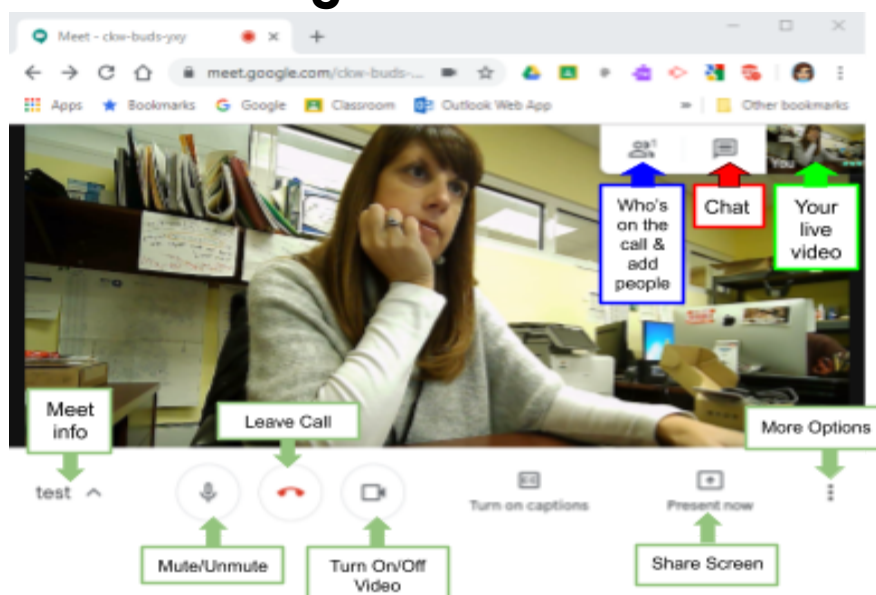 Meet - ckw-buds-yxy
meet.google.com/ckw-buds-...
Apps
Bookmarks
Google
Classroom
Outlook Web App
Other bookmarks
You
Who's
on the
call &
add
people
Chat
Your
live
video
Meet
info
Leave Call
More Options
test
Turn on captions
Present now
Mute/Unmute
Turn On/Off
Video
Share Screen